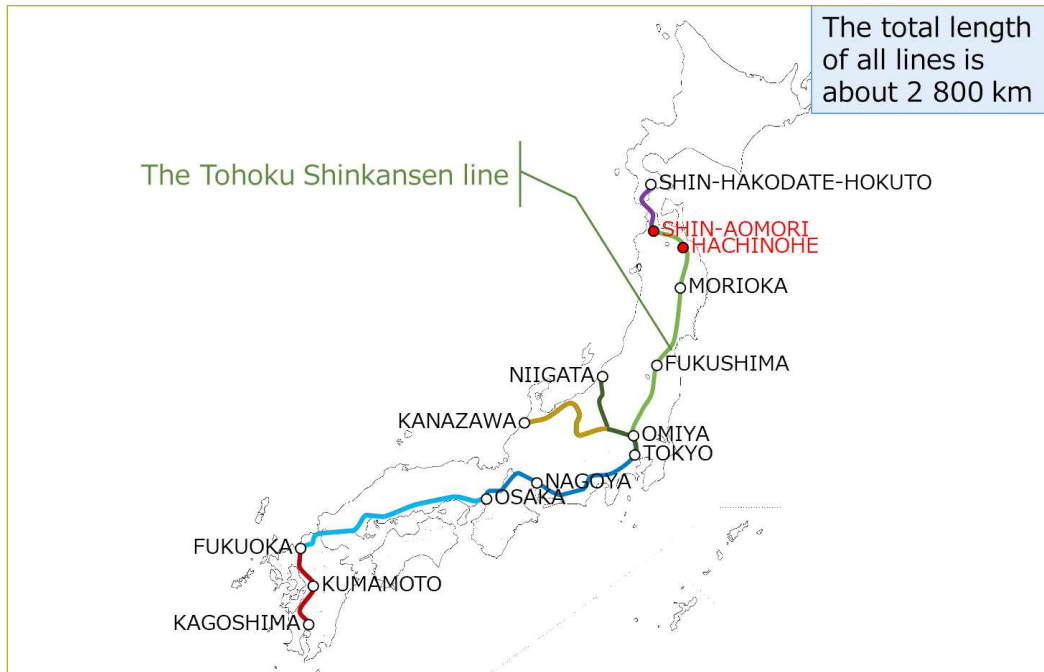 The total length
of all lines is
about 2 800 km
The Tohoku Shinkansen line
SHIN-HAKODATE-HOKUTO
SHIN-AOMORI
HACHINOHE
MORIOKA
FUKUSHIMA
NIIGATA
KANAZAWA
OMIYA
TOKYO
NAGOYA
OSAKA
FUKUOKA
KUMAMOTO
KAGOSHIMA